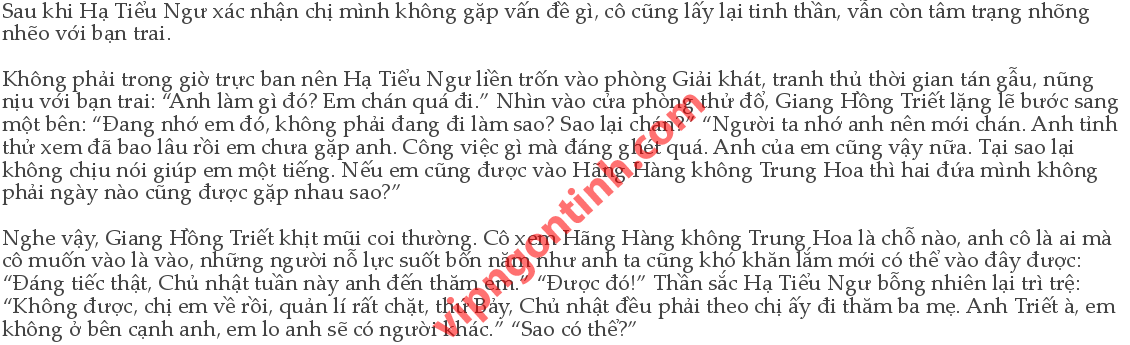 Sau khi Hạ Tiểu Ngư xác nhận chị mình không gặp vấn đề gì, cô cũng lấy lại tinh thần, vẫn còn tâm trạng nhõng
nhẽo với bạn trai.
Không phải trong giờ trực ban nên Hạ Tiểu Ngư liền trốn vào phòng Giải khát, tranh thủ thời gian tán gẫu, nũng
nịu với bạn trai: “Anh làm gì đó? Em chán quá đi.” Nhìn vào cửa phòng thử đồ, Giang Hồng Triết lặng lẽ bước sang
một bên: “Đang nhớ em đó, không phải đang đi làm sao? Sao lại chán?” “Người ta nhớ anh nên mới chán. Anh tính
thử xem đã bao lâu rồi em chưa gặp anh. Công việc gì mà đáng ghét quá. Anh của em cũng vậy nữa. Tại sao lại
không chịu nói giúp em một tiếng. Nếu em cũng được vào Hãng Hàng không Trung Hoa thì hai đứa mình không
phải ngày nào cũng được gặp nhau sao?”
Nghe vậy, Giang Hồng Triết khịt mũi coi thường. Cô xem Hãng Hàng không Trung Hoa là chỗ nào, anh cô là ai mà
cô muốn vào là vào, những người nỗ lực suốt bốn năm như anh ta cũng khó khăn lắm mới có thể vào đây được:
“Đáng tiếc thật, Chủ nhật tuần này anh đến thăm em.” “Được đó!” Thần sắc Hạ Tiểu Ngư bỗng nhiên lại trì trệ:
“Không được, chị em về rồi, quản lí rất chặt, thứ Bảy, Chủ nhật đều phải theo chị ấy đi thăm ba mẹ. Anh Triết à, em
không ở bên cạnh anh, em lo anh sẽ có người khác.” “Sao có thể?”
vipngontinh.com